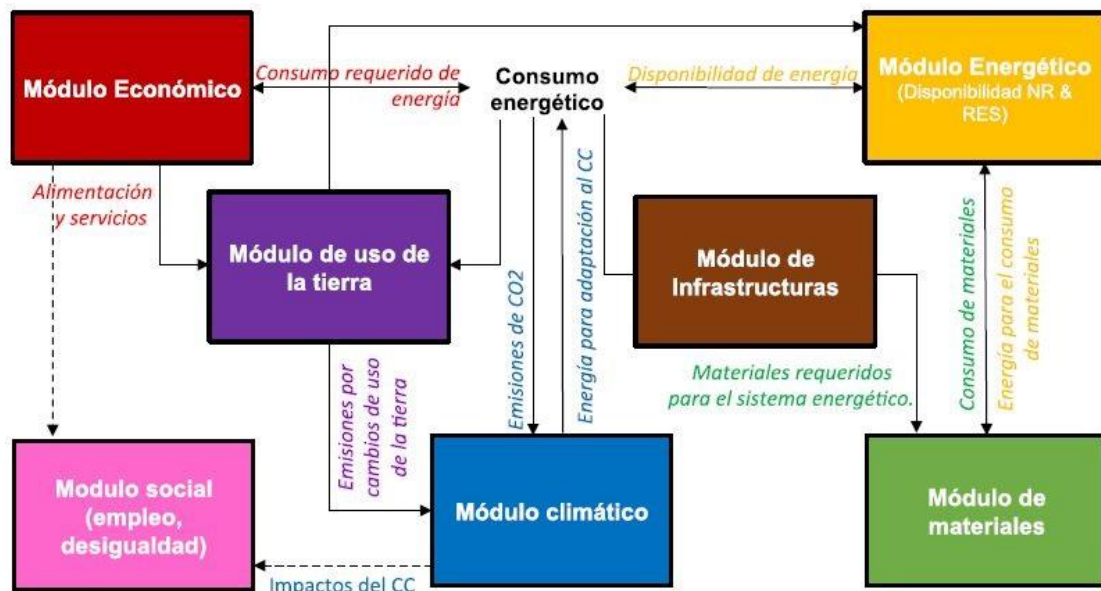 Módulo Económico
Consumo requerido de
energía
Consumo
energético
Disponibilidad de energía
Módulo Energético
(Disponibilidad NR &
RES)
Alimentación
y servicios
Módulo de uso de
la tierra
Emisiones de CO2
Energía para adaptación al CC
Módulo de
Infrastructuras
Consumo de materiales
Energía para el consumo
de materiales
Emisiones por
cambios de uso
de la tierra
Materiales requeridos
para el sistema energético.
Modulo social
(empleo,
desigualdad)
Impactos del CC
Módulo climático
Módulo de
materiales